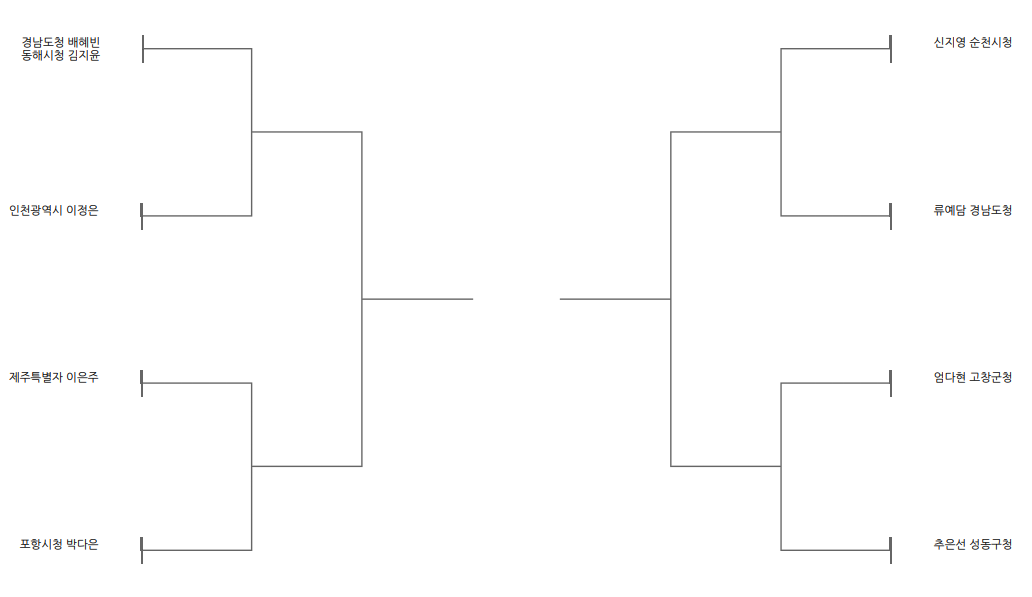 경남도청 배혜빈
동해시청 김지윤
신지영 순천시청
인천광역시 이정은
류예담 경남도청
제주특별자 이은주
엄다현 고창군청
포항시청 박다은
추은선 성동구청